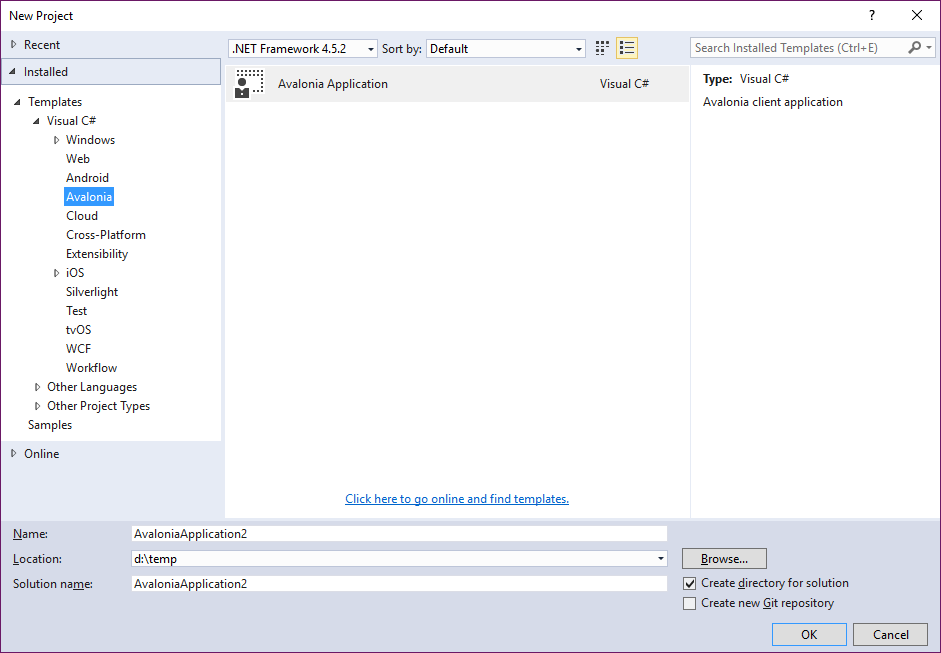 New Project
?
Recent
.NET Framework 4.5.2
Sort by:
Default
Search Installed Templates (Ctrl+E)
Installed
Templates
Visual C#
Windows
Web
Android
Avalonia
Cloud
Cross-Platform
Extensibility
iOS
Silverlight
Test
tvOS
WCF
Workflow
Other Languages
Other Project Types
Samples
Online
Avalonia Application
Visual C#
Click here to go online and find templates.
Type: Visual C#
Avalonia client application
Name:
AvaloniaApplication2
Location:
d:\temp
Browse...
Solution name:
AvaloniaApplication2
Create directory for solution
Create new Git repository
OK
Cancel